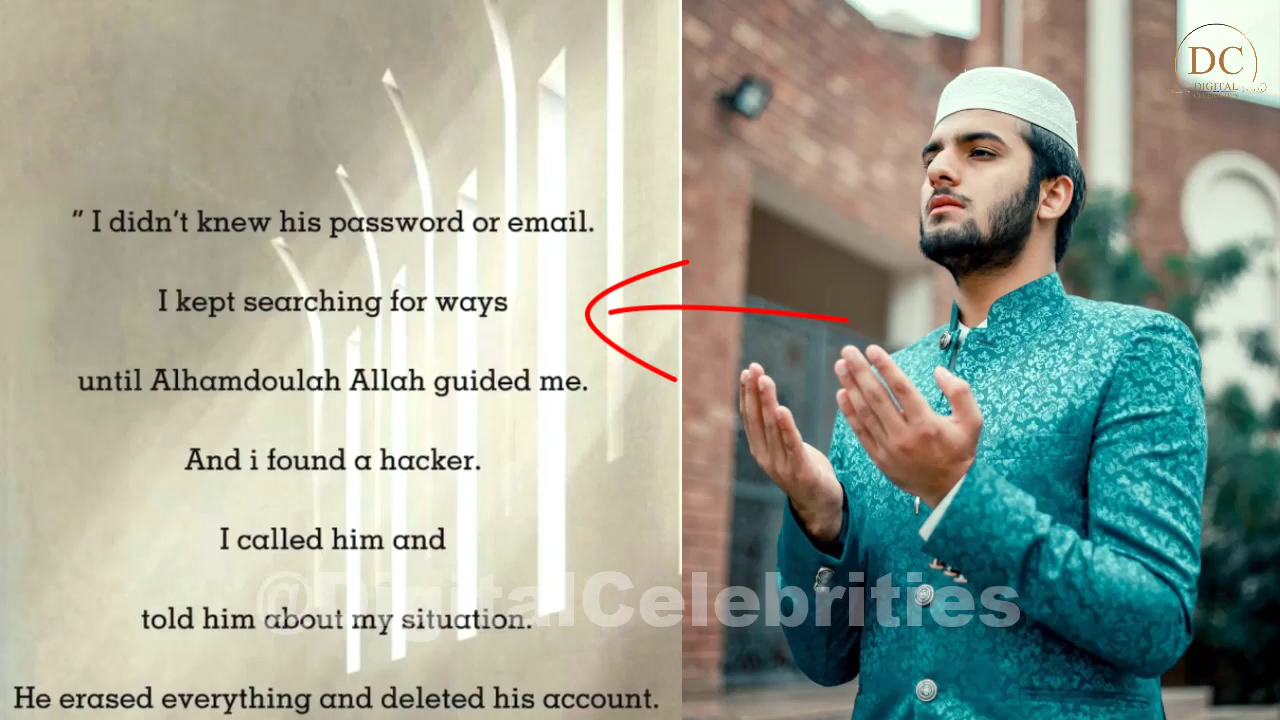 " I didn't knew his password or email.
I kept searching for ways
until Alhamdoulah Allah guided me.
And i found a hacker.
I called him and
told him about my situation.
He erased everything and deleted his account.
@DigitalCelebrities
DC
DIGITAL